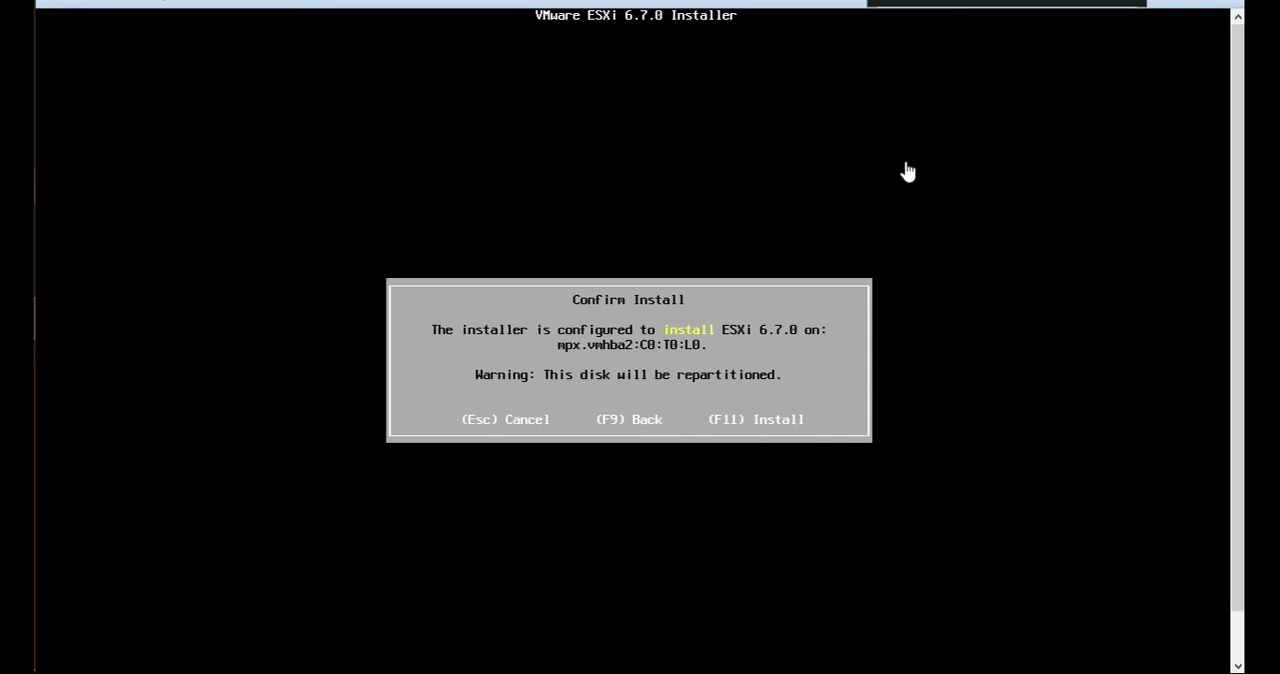 VMware ESXi 6.7.0 Installer
Confirm Install
The installer is configured to install ESXi 6.7.0 on:
mpx.vmhba2:C0:T0:L0.
Warning: This disk will be repartitioned.
(Esc) Cancel (F9) Back (F11) Install